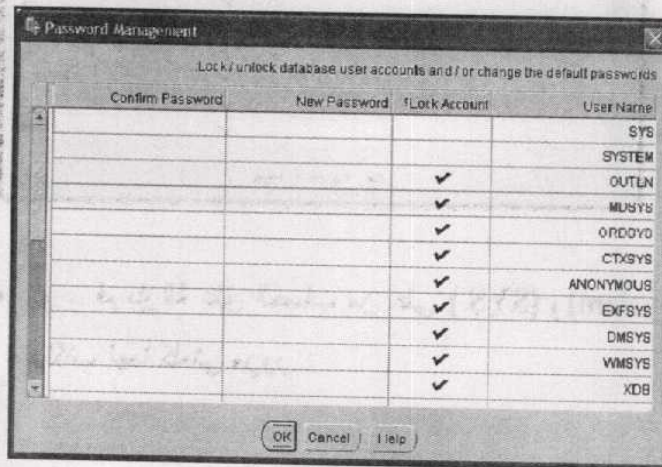 Password Management
Lock / unlock database user accounts and / or change the default passwords
Confirm Password New Password ?Lock Account User Name
SYS
SYSTEM
✔ OUTLN
✔ MDSYS
✔ ORDSYS
✔ CTXSYS
✔ ANONYMOUS
✔ EXFSYS
✔ DMSYS
✔ WMSYS
✔ XDB
OK Cancel Help